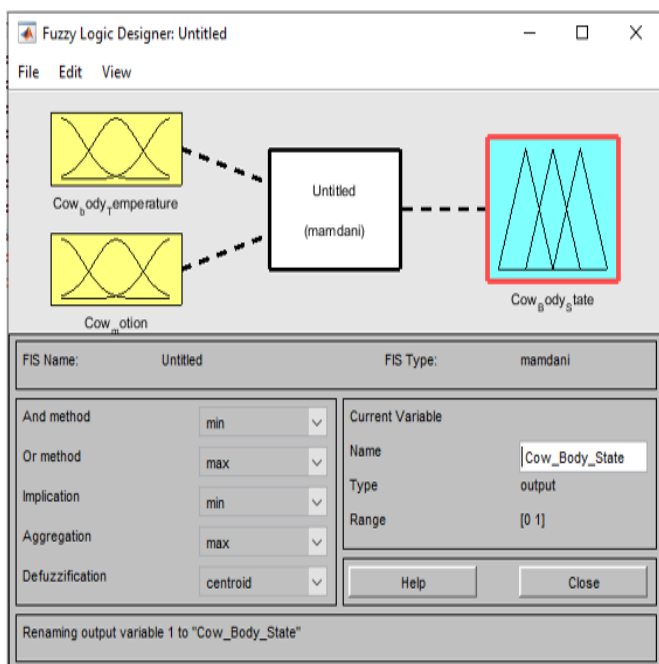 Fuzzy Logic Designer: Untitled
File Edit View
Cow_body_Temperature
Untitled
(mamdani)
Cow_motion
Cow_Body_State
FIS Name: Untitled FIS Type: mamdani
And method min
Or method max
Implication min
Aggregation max
Defuzzification centroid
Current Variable
Name Cow_Body_State
Type output
Range [0 1]
Help Close
Renaming output variable 1 to "Cow_Body_State"